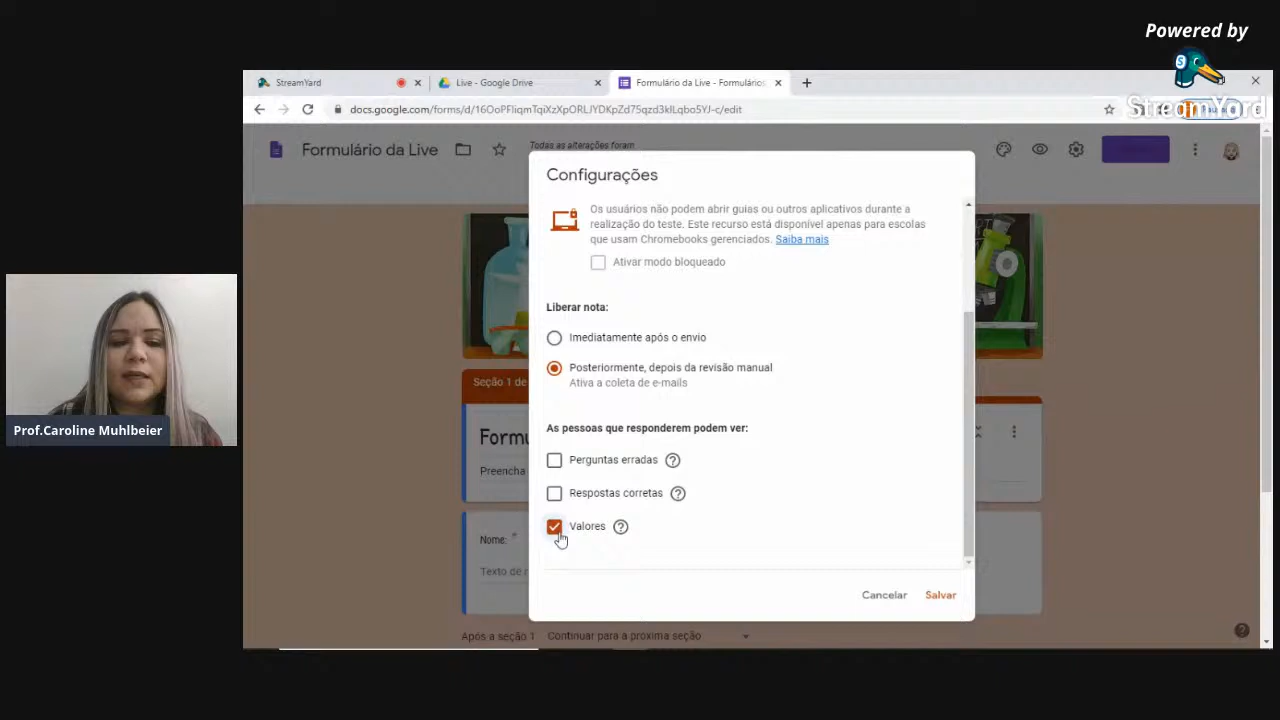 Powered by
StreamYard
StreamYard
Live - Google Drive
Formulário da Live - Formulários
docs.google.com/forms/d/16OoPFliqmTqiXzXpORLJYDKpZd75qzd3kILqbo5YJ-c/edit
Formulário da Live
Todas as alterações foram
Configurações
Os usuários não podem abrir guias ou outros aplicativos durante a
realização do teste. Este recurso está disponível apenas para escolas
que usam Chromebooks gerenciados. Saiba mais
Ativar modo bloqueado
Liberar nota:
Imediatamente após o envio
Posteriormente, depois da revisão manual
Ativa a coleta de e-mails
As pessoas que responderem podem ver:
Perguntas erradas
Respostas corretas
Valores
Cancelar
Salvar
Seção 1 de
Formu
Preencha
Nome: *
Texto de r
Após a seção 1
Continuar para a próxima seção
Prof.Caroline Muhlbeier